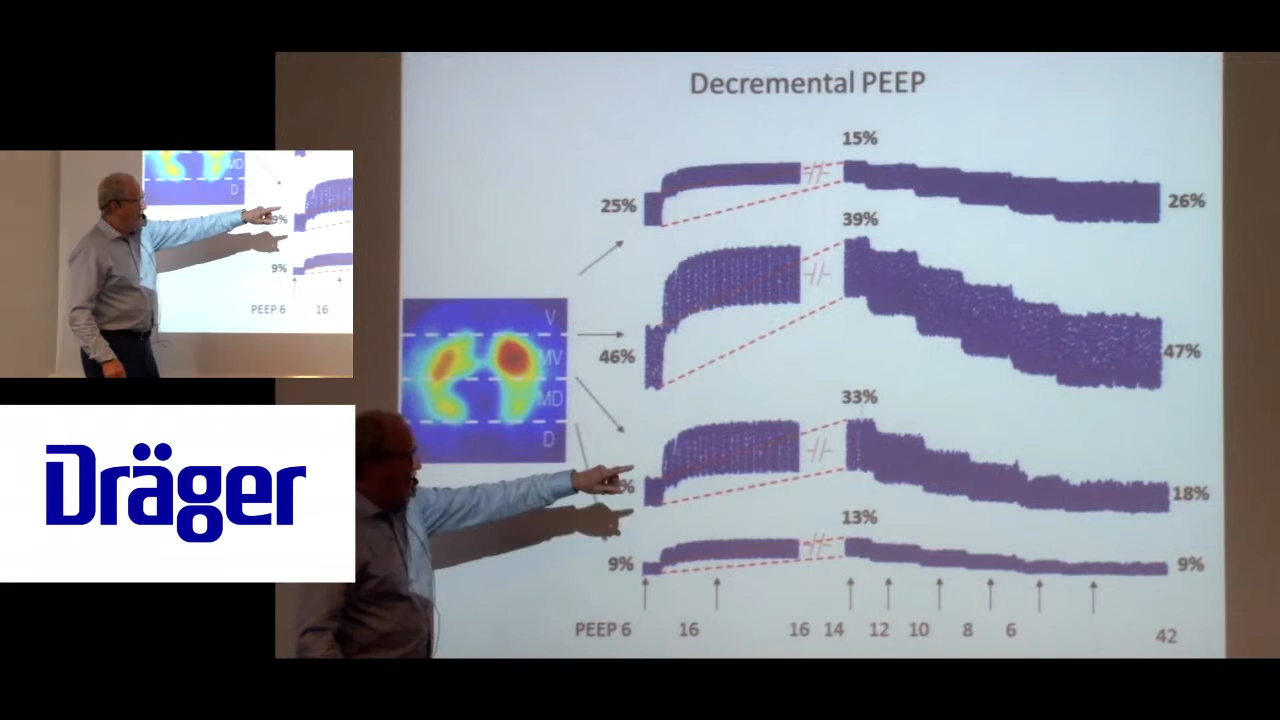 Decremental PEEP
15%
25%
26%
39%
46%
47%
33%
%
18%
13%
9%
9%
V
MV
MD
D
PEEP 6 16 16 14 12 10 8 6 42
MD
D
9%
9%
PEEP 6 16
Dräger